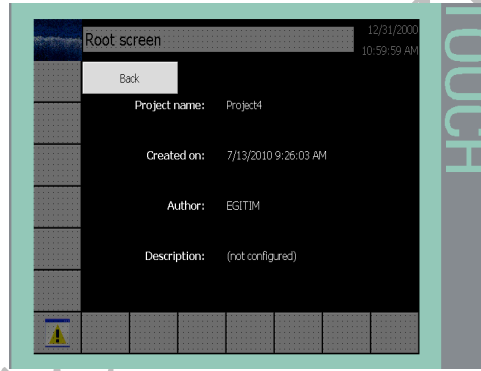 Root screen
12/31/2000
10:59:59 AM
Back
Project name: Project4
Created on: 7/13/2010 9:26:03 AM
Author: EGITIM
Description: (not configured)
TOUCH